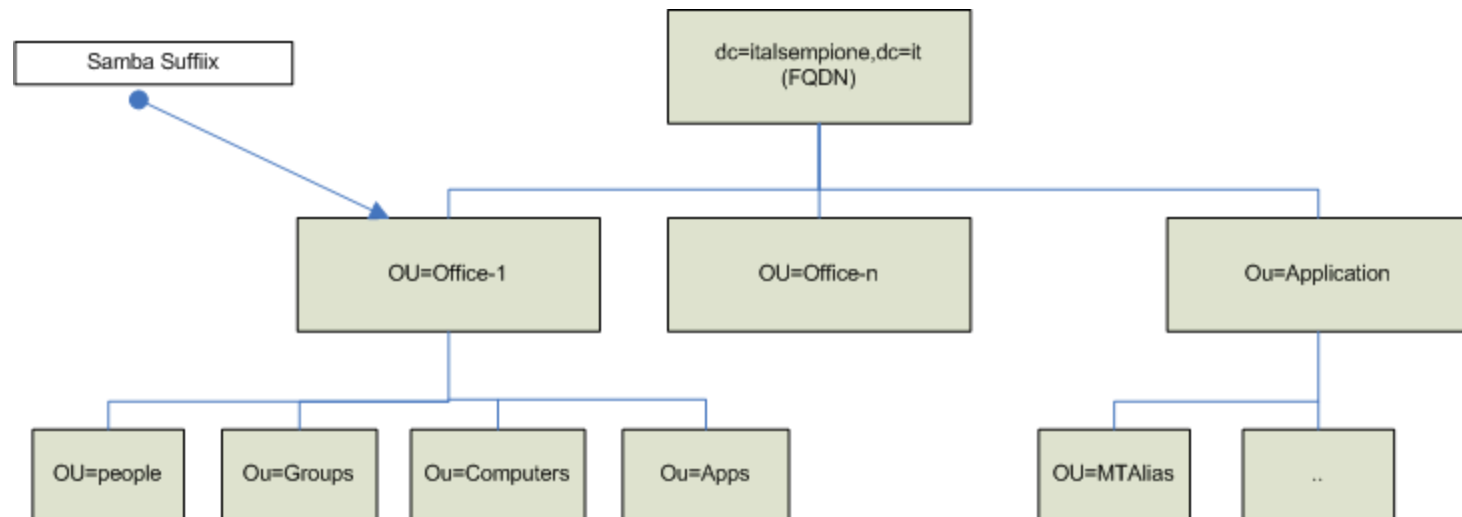 Samba Suffiix
dc=italsempione,dc=it
(FQDN)
OU=Office-1
OU=Office-n
Ou=Application
OU=people
Ou=Groups
Ou=Computers
Ou=Apps
OU=MTAlias
..